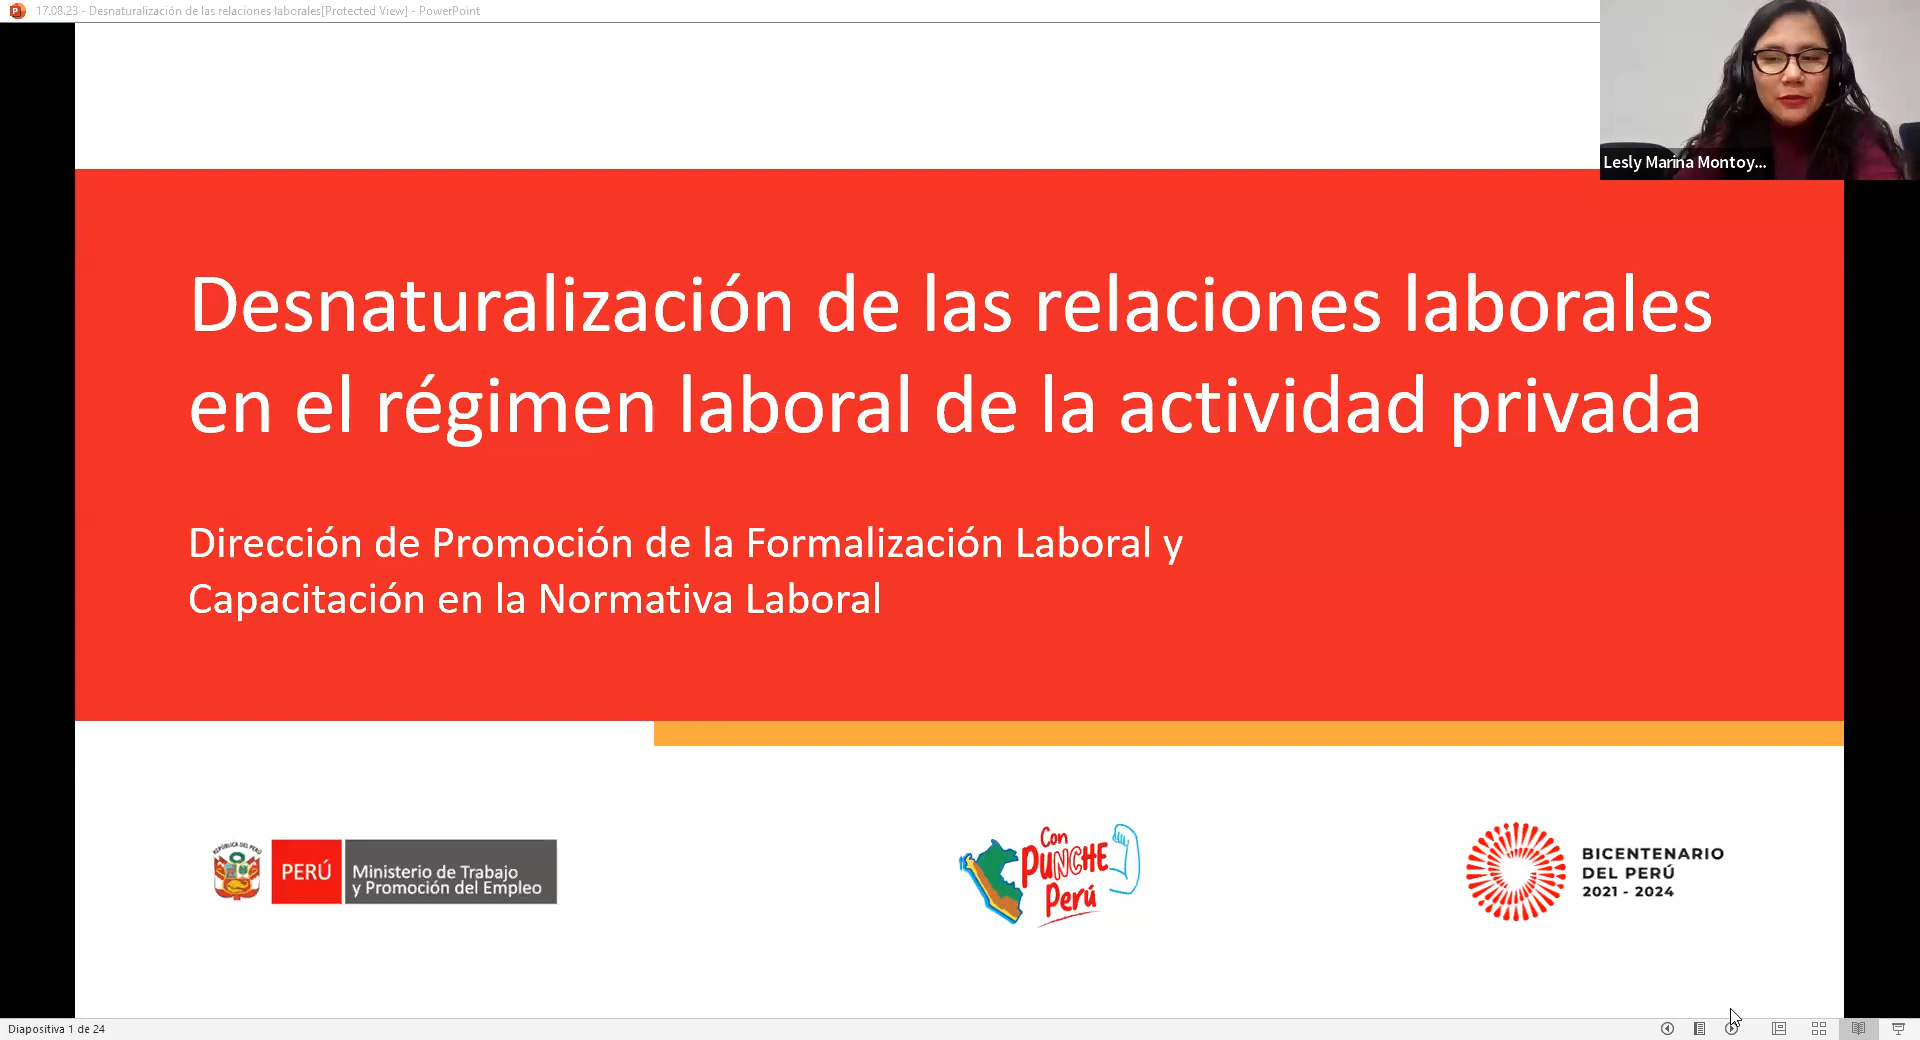 17.08.23 - Desnaturalización de las relaciones laborales[Protected View] - PowerPoint
Lesly Marina Montoy...
Desnaturalización de las relaciones laborales
en el régimen laboral de la actividad privada
Dirección de Promoción de la Formalización Laboral y
Capacitación en la Normativa Laboral
REPÚBLICA DEL PERÚ
PERÚ
Ministerio de Trabajo
y Promoción del Empleo
Con
PUNCHE
Perú
BICENTENARIO
DEL PERÚ
2021 - 2024
Diapositiva 1 de 24